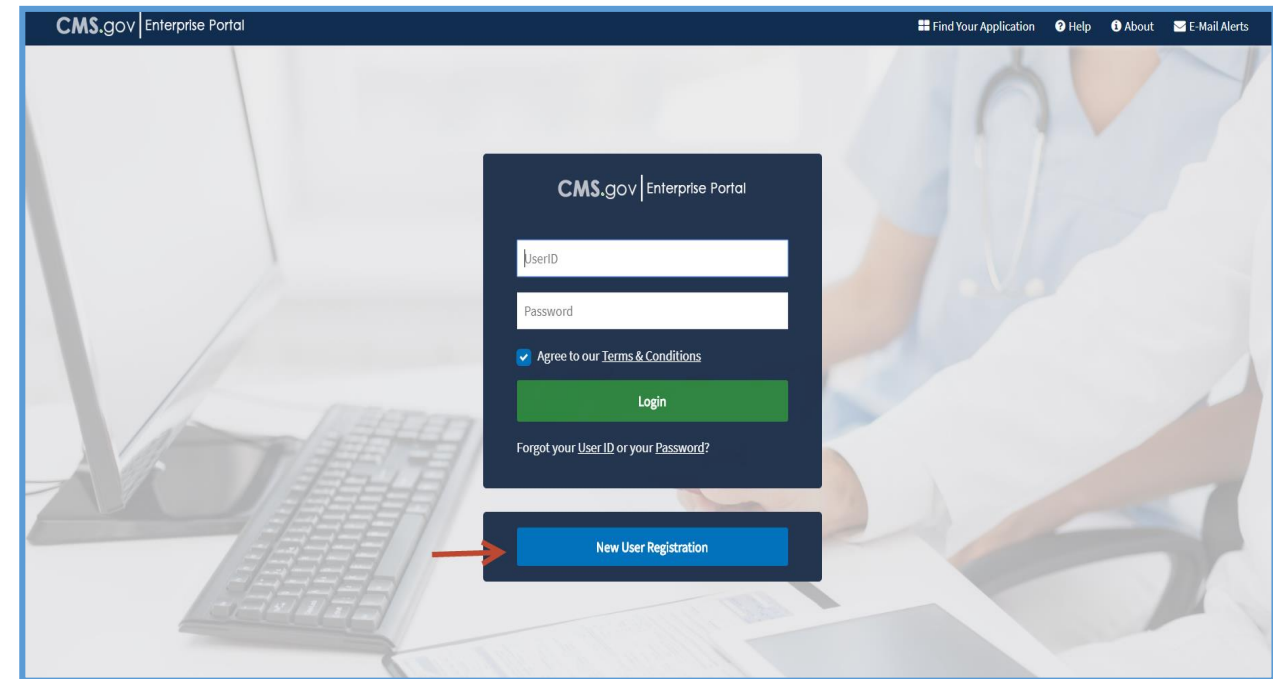 CMS.gov | Enterprise Portal
Find Your Application Help About E-Mail Alerts
CMS.gov | Enterprise Portal
UserID
Password
Agree to our Terms & Conditions
Login
Forgot your User ID or your Password?
New User Registration